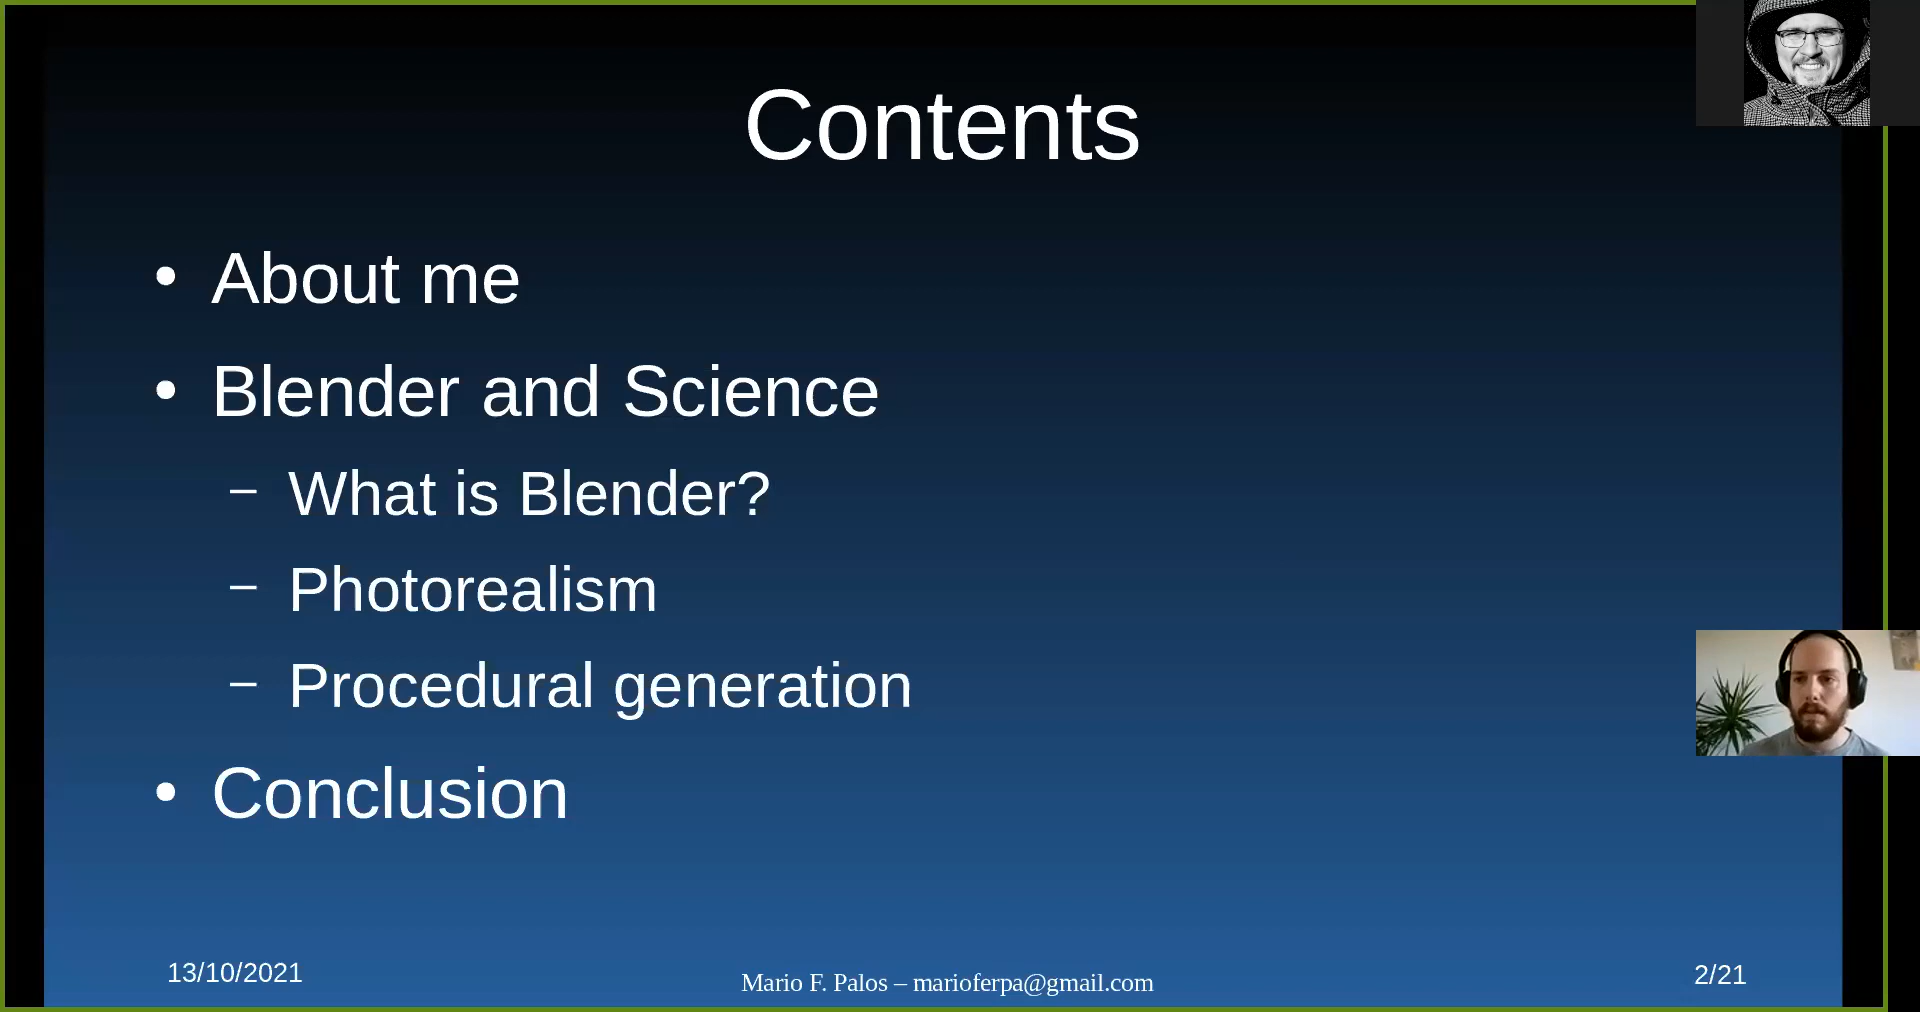 Contents
• About me
• Blender and Science
– What is Blender?
– Photorealism
– Procedural generation
• Conclusion
13/10/2021
Mario F. Palos – marioferpa@gmail.com
2/21